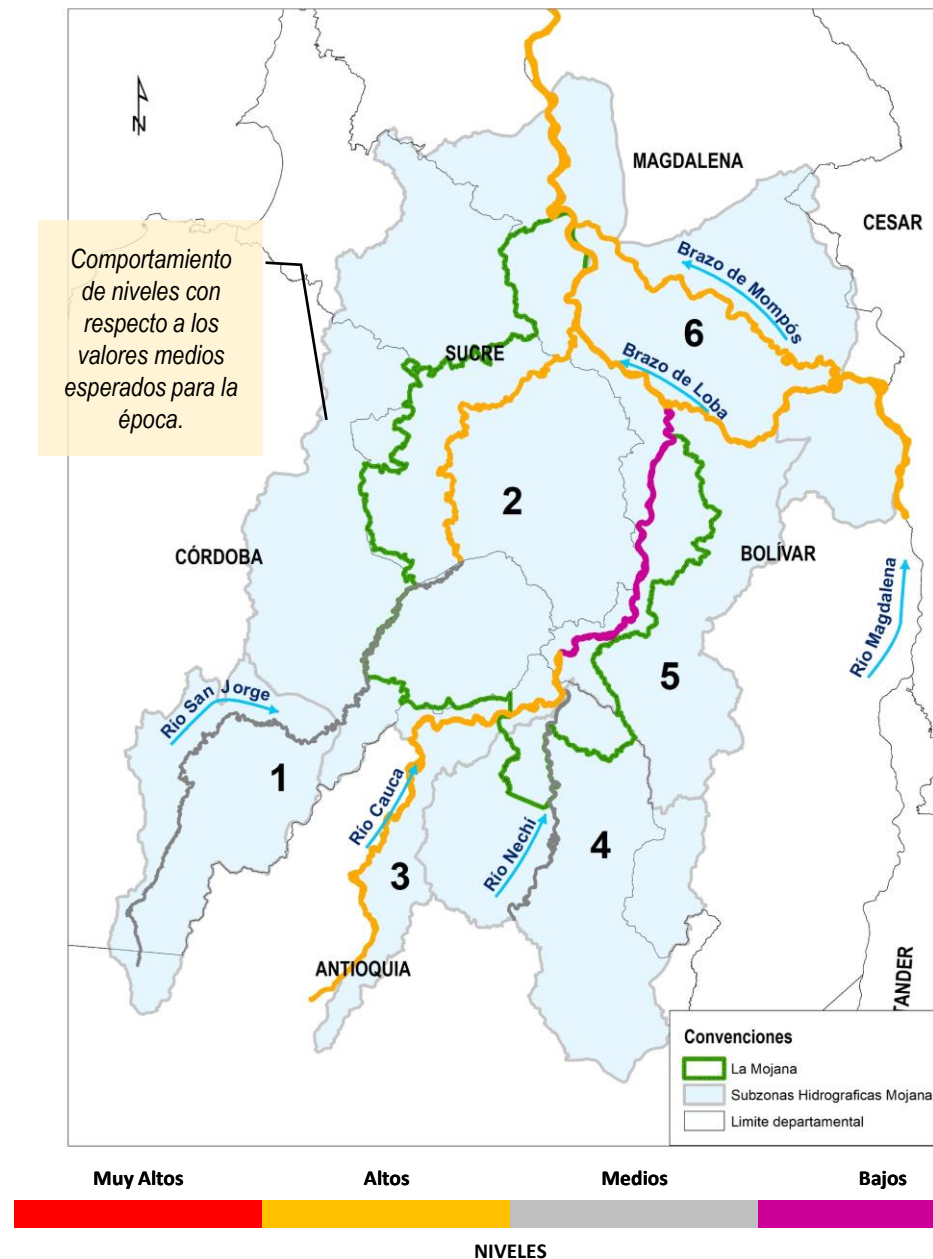 N
MAGDALENA
CESAR
Comportamiento
de niveles con
respecto a los
valores medios
esperados para la
época.
Brazo de Mompós
6
SUCRE
Brazo de Loba
2
CÓRDOBA
BOLÍVAR
Río Magdalena
Río San Jorge
5
1
Río Cauca
Río Nechí
4
3
ANTIOQUIA
TANDER
Convenciones
La Mojana
Subzonas Hidrograficas Mojana
Limite departamental
Muy Altos Altos Medios Bajos
NIVELES